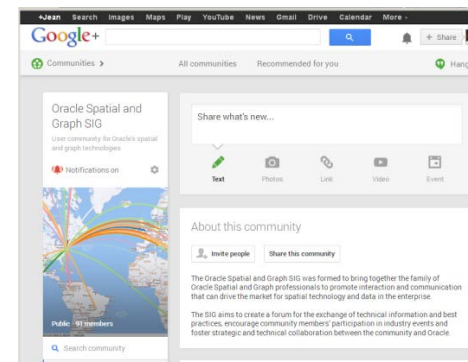 +Jean Search Images Maps Play YouTube News Gmail Drive Calendar More
Google+
+ Share
Communities > All communities Recommended for you Hang
Oracle Spatial and
Graph SIG
User community for Oracle's spatial
and graph technologies
Notifications on
Public · 91 members
Search community
Share what's new...
Text Photos Link Video Event
About this community
Invite people Share this community
The Oracle Spatial and Graph SIG was formed to bring together the family of
Oracle Spatial and Graph professionals to promote interaction and communication
that can drive the market for spatial technology and data in the enterprise.
The SIG aims to create a forum for the exchange of technical information and best
practices, encourage community members' participation in industry events and
foster strategic and technical collaboration between the community and Oracle.